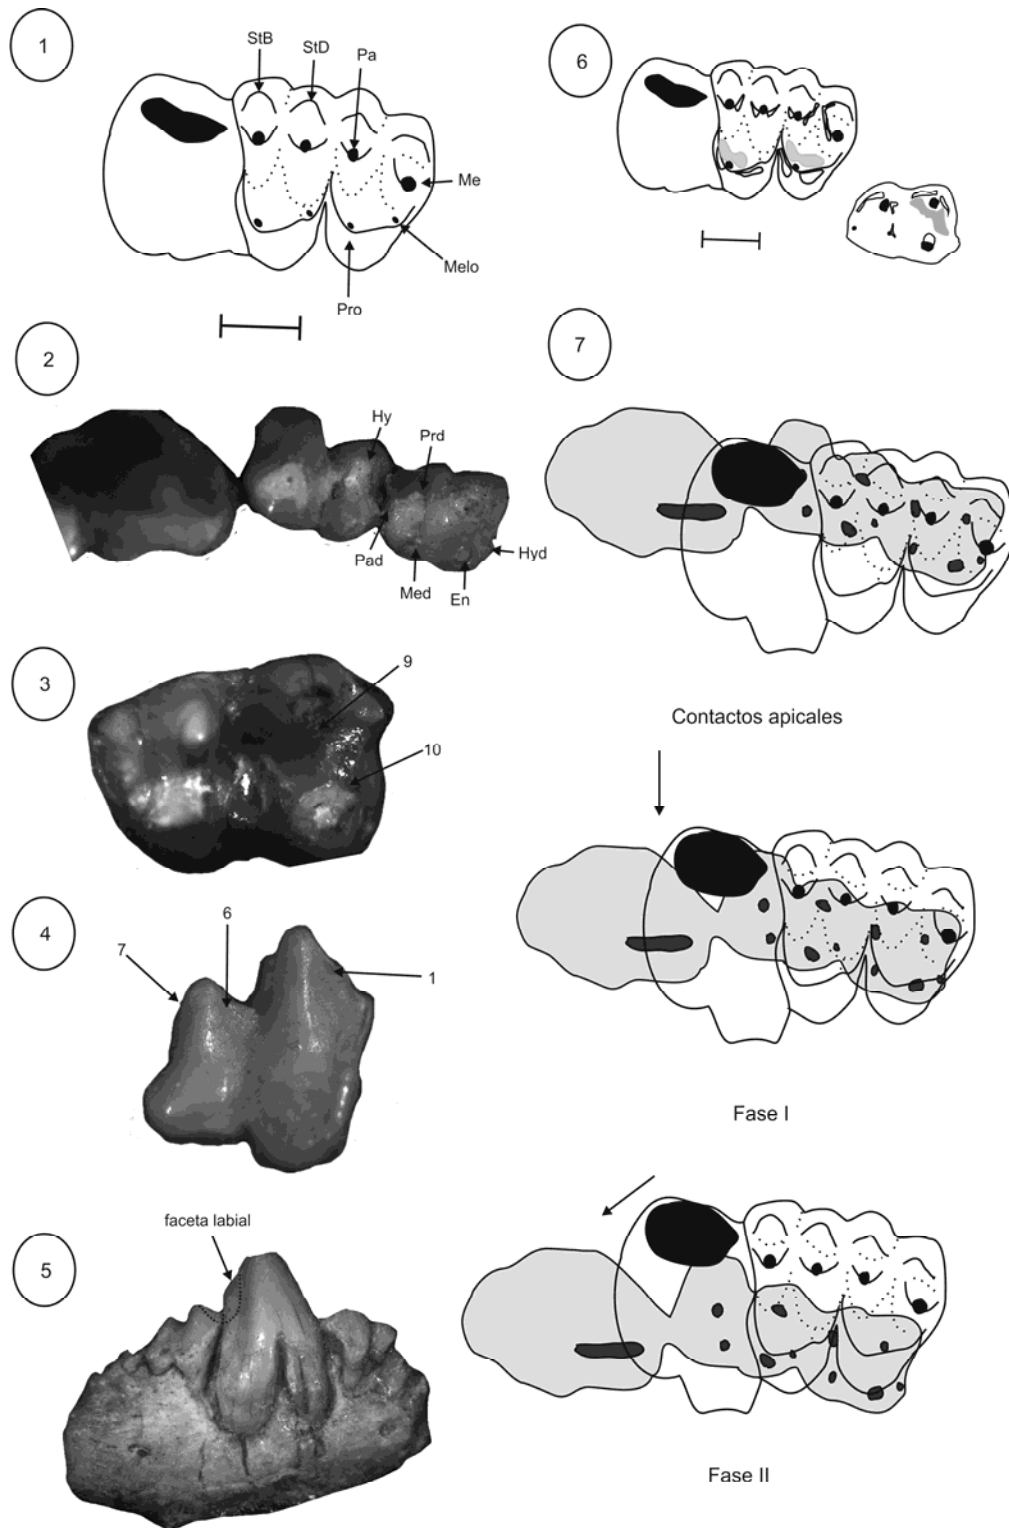 1
StB
StD
Pa
Me
Melo
Pro
2
Hy
Prd
Pad
Med
En
Hyd
3
9
10
4
6
7
1
5
faceta labial
6
7
Contactos apicales
Fase I
Fase II